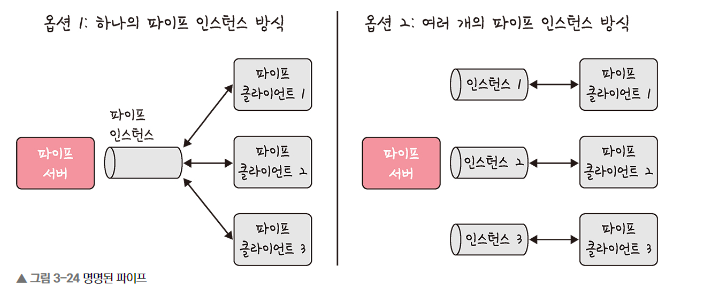 옵션 1: 하나의 파이프 인스턴스 방식
파이프
인스턴스
파이프
서버
파이프
클라이언트 1
파이프
클라이언트 2
파이프
클라이언트 3
옵션 2: 여러 개의 파이프 인스턴스 방식
파이프
서버
인스턴스 1
파이프
클라이언트 1
인스턴스 2
파이프
클라이언트 2
인스턴스 3
파이프
클라이언트 3
▲ 그림 3-24 명명된 파이프